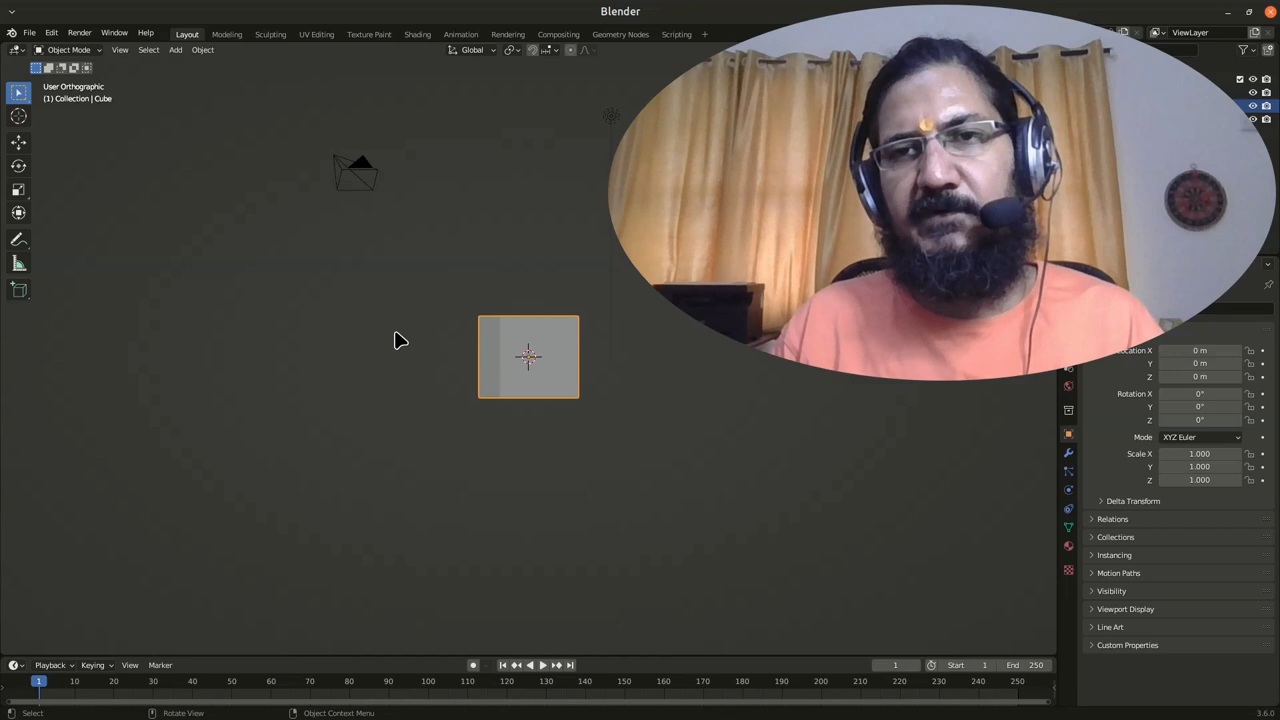 Blender
File Edit Render Window Help Layout Modeling Sculpting UV Editing Texture Paint Shading Animation Rendering Compositing Geometry Nodes Scripting + ViewLayer
Object Mode View Select Add Object Global
User Orthographic
(1) Collection | Cube
Location X 0 m
Y 0 m
Z 0 m
Rotation X 0°
Y 0°
Z 0°
Mode XYZ Euler
Scale X 1.000
Y 1.000
Z 1.000
Delta Transform
Relations
Collections
Instancing
Motion Paths
Visibility
Viewport Display
Line Art
Custom Properties
Playback Keying View Marker 1 Start 1 End 250
1 10 20 30 40 50 60 70 80 90 100 110 120 130 140 150 160 170 180 190 200 210 220 230 240 250
Select Rotate View Object Context Menu 3.6.0